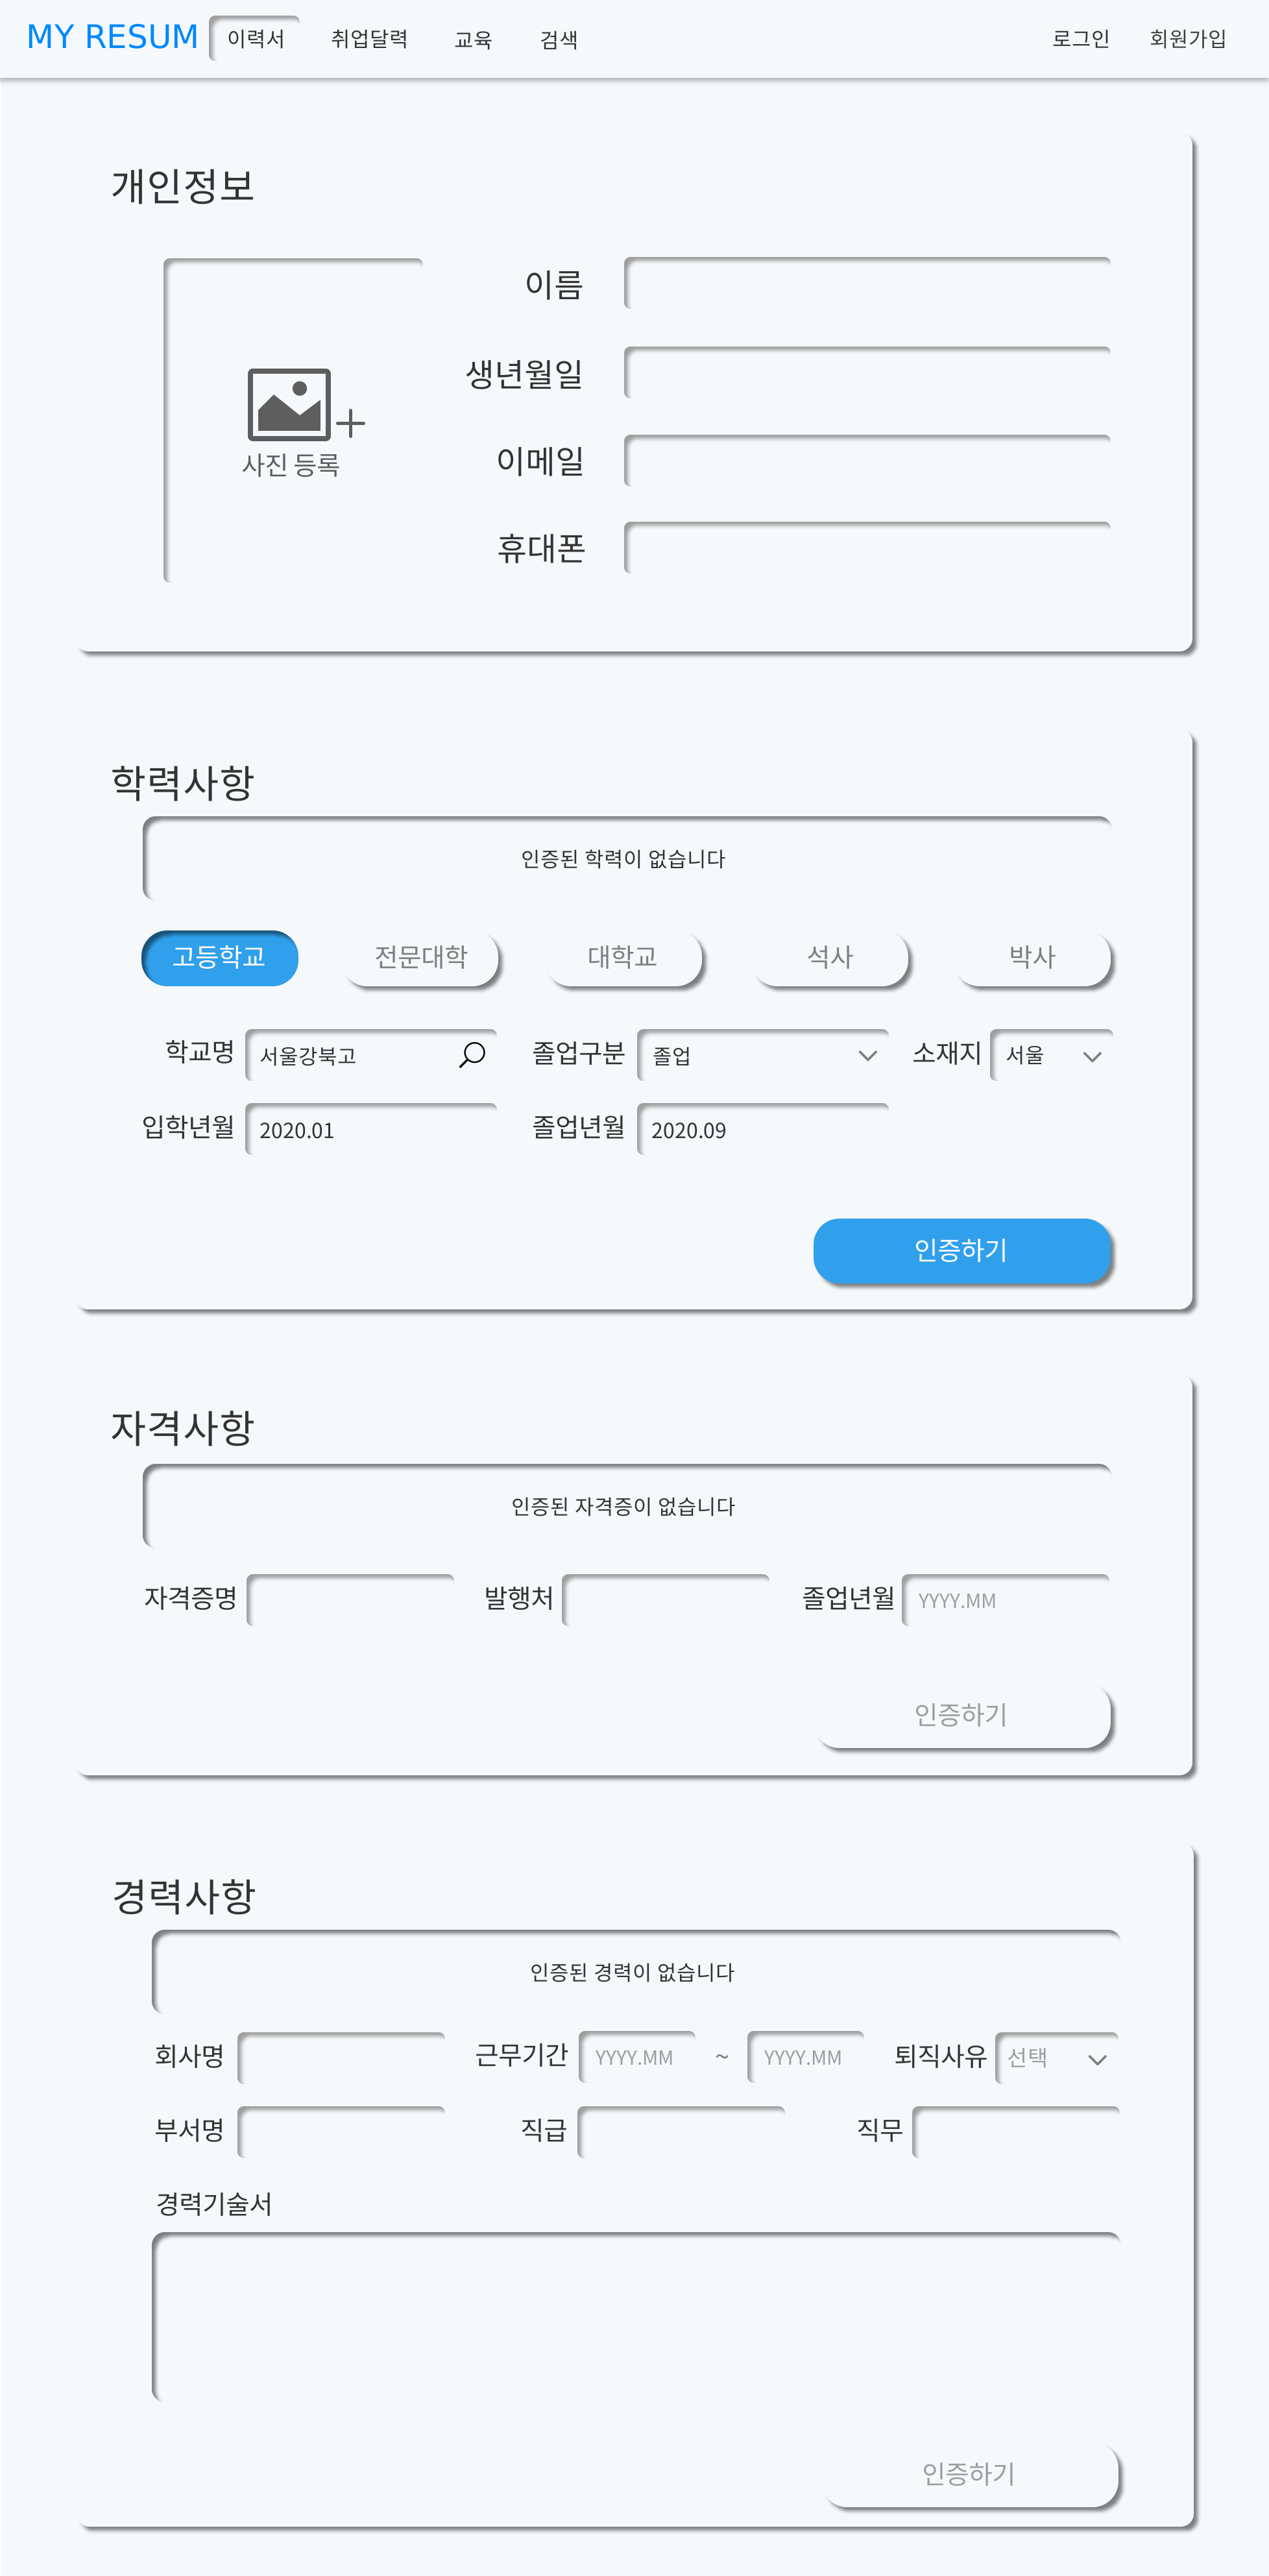 MY RESUM 이력서 취업달력 교육 검색 로그인 회원가입
개인정보
사진 등록
이름
생년월일
이메일
휴대폰
학력사항
인증된 학력이 없습니다
고등학교 전문대학 대학교 석사 박사
학교명 서울강북고 졸업구분 졸업 소재지 서울
입학년월 2020.01 졸업년월 2020.09
인증하기
자격사항
인증된 자격증이 없습니다
자격증명 발행처 졸업년월 YYYY.MM
인증하기
경력사항
인증된 경력이 없습니다
회사명 근무기간 YYYY.MM ~ YYYY.MM 퇴직사유 선택
부서명 직급 직무
경력기술서
인증하기